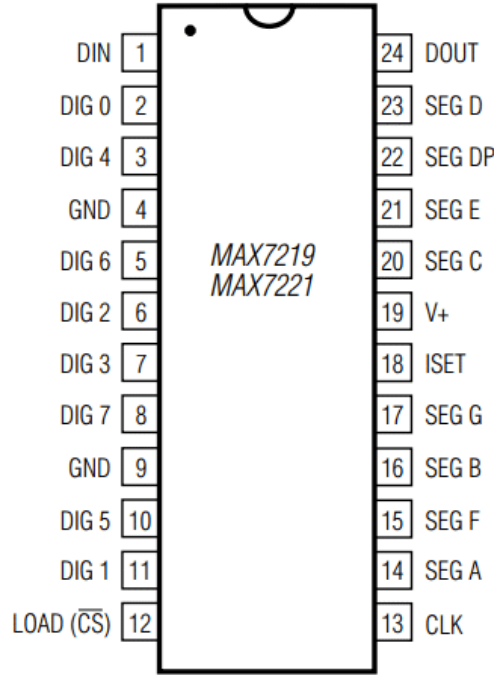 DIN 1 24 DOUT
DIG 0 2 23 SEG D
DIG 4 3 22 SEG DP
GND 4 21 SEG E
DIG 6 5 20 SEG C
MAX7219
MAX7221
DIG 2 6 19 V+
DIG 3 7 18 ISET
DIG 7 8 17 SEG G
GND 9 16 SEG B
DIG 5 10 15 SEG F
DIG 1 11 14 SEG A
LOAD (C̅S̅) 12 13 CLK